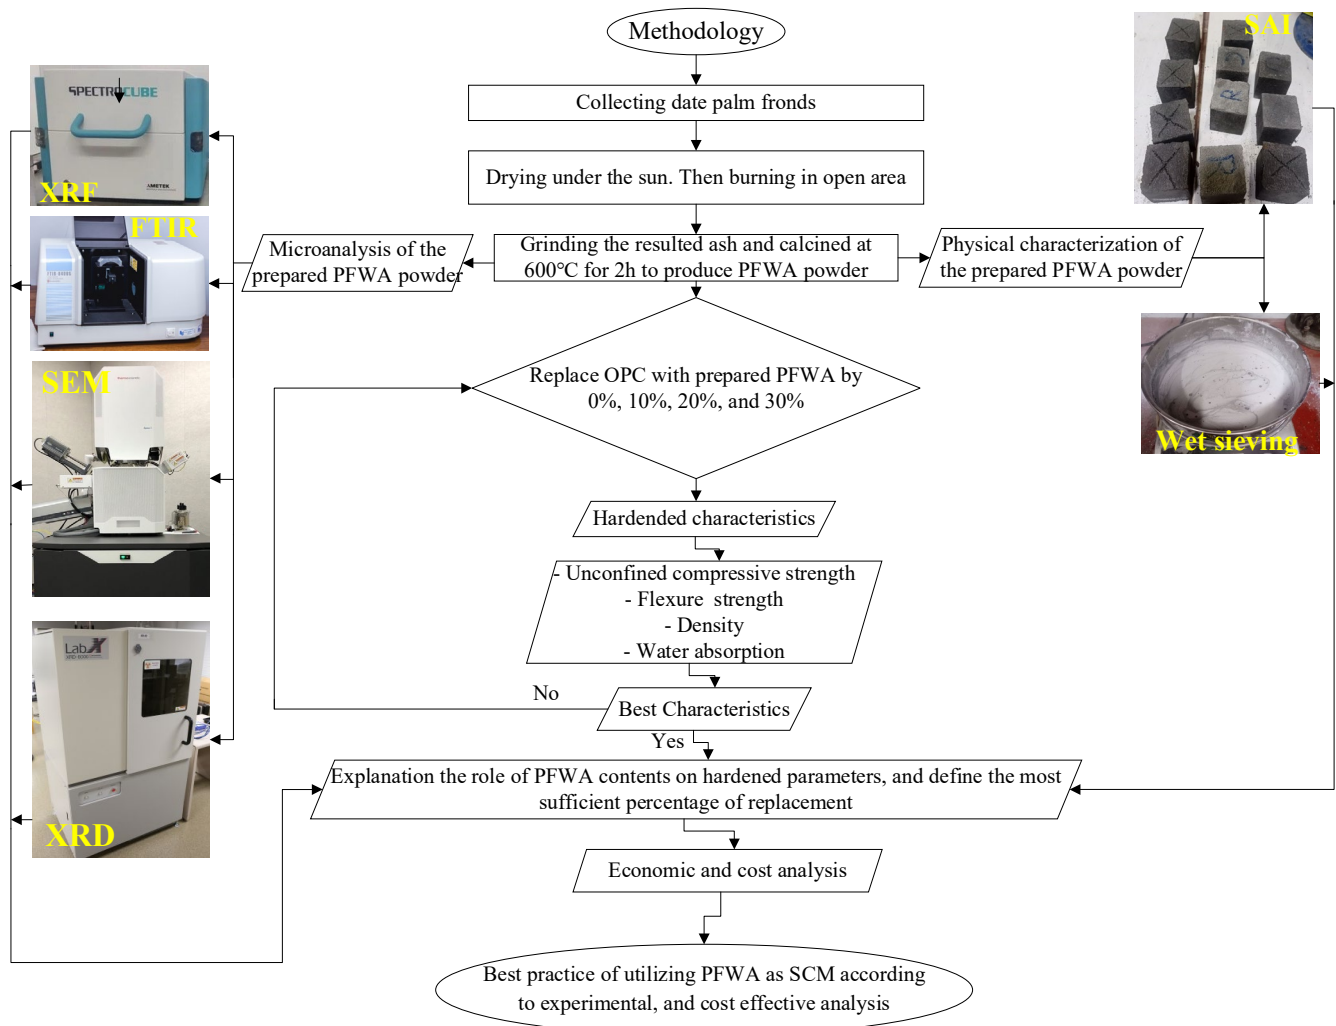 Methodology
Collecting date palm fronds
Drying under the sun. Then burning in open area
Grinding the resulted ash and calcined at
600°C for 2h to produce PFWA powder
Microanalysis of the
prepared PFWA powder
Physical characterization of
the prepared PFWA powder
SPECTROCUBE
AMETEK
XRF
FTIR
SEM
LabX
XRD
SAI
R
Wet sieving
Replace OPC with prepared PFWA by
0%, 10%, 20%, and 30%
Hardended characteristics
- Unconfined compressive strength
- Flexure strength
- Density
- Water absorption
No
Best Characteristics
Yes
Explanation the role of PFWA contents on hardened parameters, and define the most
sufficient percentage of replacement
Economic and cost analysis
Best practice of utilizing PFWA as SCM according
to experimental, and cost effective analysis